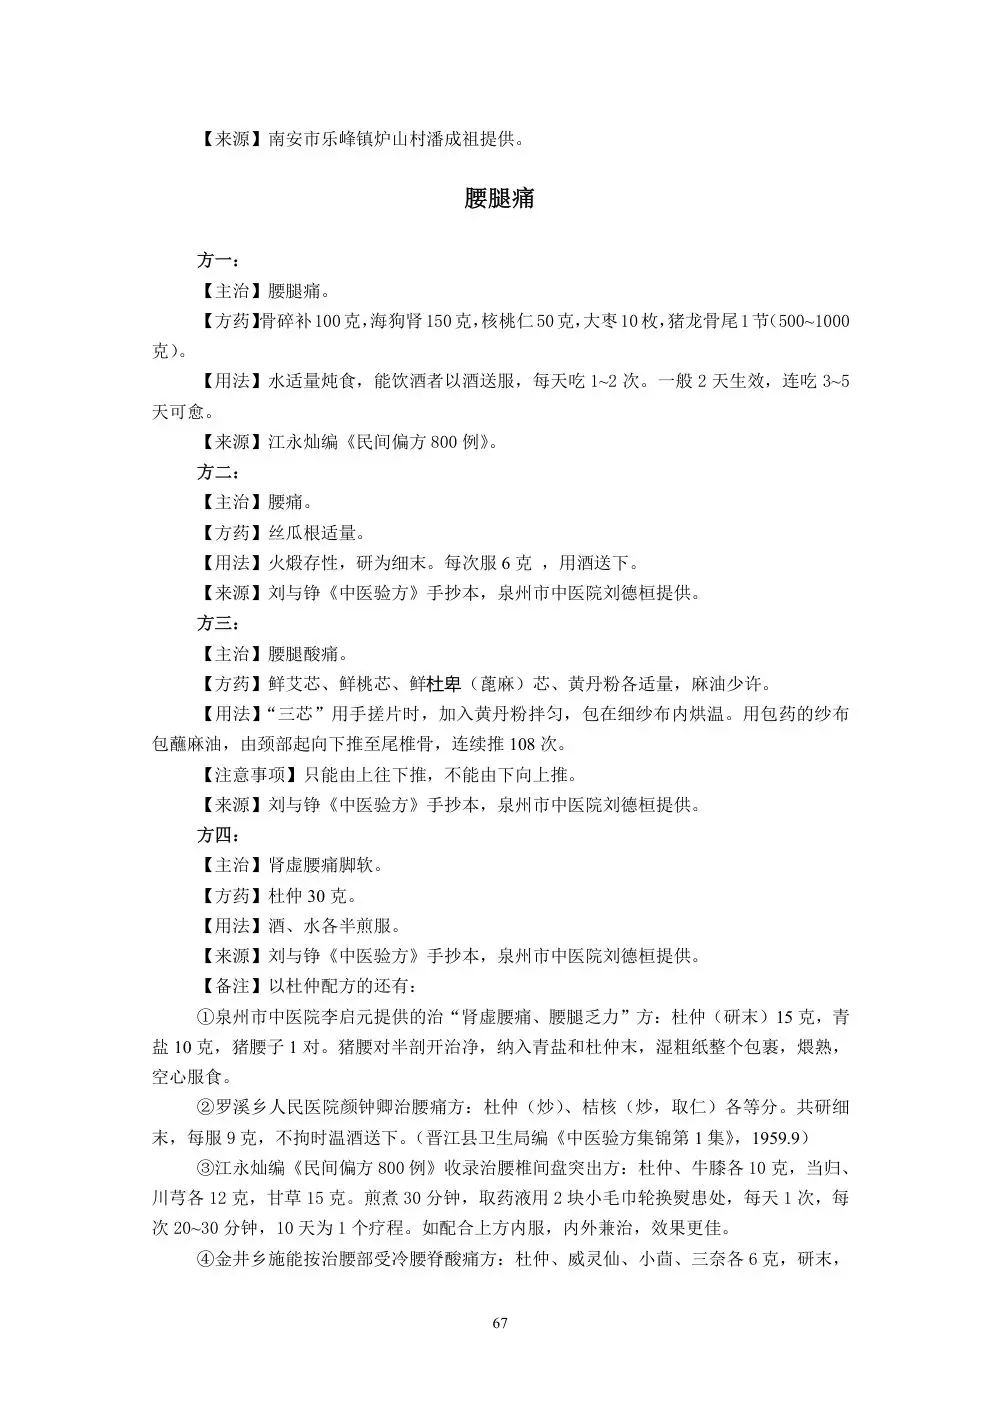 【来源】南安市乐峰镇炉山村潘成祖提供。
腰腿痛
方一：
【主治】腰腿痛。
【方药】骨碎补100克，海狗肾150克，核桃仁50克，大枣10枚，猪龙骨尾1节（500~1000
克）。
【用法】水适量炖食，能饮酒者以酒送服，每天吃 1~2 次。一般 2 天生效，连吃 3~5
天可愈。
【来源】江永灿编《民间偏方 800 例》。
方二：
【主治】腰痛。
【方药】丝瓜根适量。
【用法】火煅存性，研为细末。每次服 6 克 ，用酒送下。
【来源】刘与铮《中医验方》手抄本，泉州市中医院刘德桓提供。
方三：
【主治】腰腿酸痛。
【方药】鲜艾芯、鲜桃芯、鲜杜卑（蓖麻）芯、黄丹粉各适量，麻油少许。
【用法】“三芯”用手搓片时，加入黄丹粉拌匀，包在细纱布内烘温。用包药的纱布
包蘸麻油，由颈部起向下推至尾椎骨，连续推 108 次。
【注意事项】只能由上往下推，不能由下向上推。
【来源】刘与铮《中医验方》手抄本，泉州市中医院刘德桓提供。
方四：
【主治】肾虚腰痛脚软。
【方药】杜仲 30 克。
【用法】酒、水各半煎服。
【来源】刘与铮《中医验方》手抄本，泉州市中医院刘德桓提供。
【备注】以杜仲配方的还有：
①泉州市中医院李启元提供的治“肾虚腰痛、腰腿乏力”方：杜仲（研末）15 克，青
盐 10 克，猪腰子 1 对。猪腰对半剖开治净，纳入青盐和杜仲末，湿粗纸整个包裹，煨熟，
空心服食。
②罗溪乡人民医院颜钟卿治腰痛方：杜仲（炒）、桔核（炒，取仁）各等分。共研细
末，每服 9 克，不拘时温酒送下。（晋江县卫生局编《中医验方集锦第 1 集》，1959.9）
③江永灿编《民间偏方 800 例》收录治腰椎间盘突出方：杜仲、牛膝各 10 克，当归、
川芎各 12 克，甘草 15 克。煎煮 30 分钟，取药液用 2 块小毛巾轮换熨患处，每天 1 次，每
次 20~30 分钟，10 天为 1 个疗程。如配合上方内服，内外兼治，效果更佳。
④金井乡施能按治腰部受冷腰脊酸痛方：杜仲、威灵仙、小茴、三奈各 6 克，研末，
67